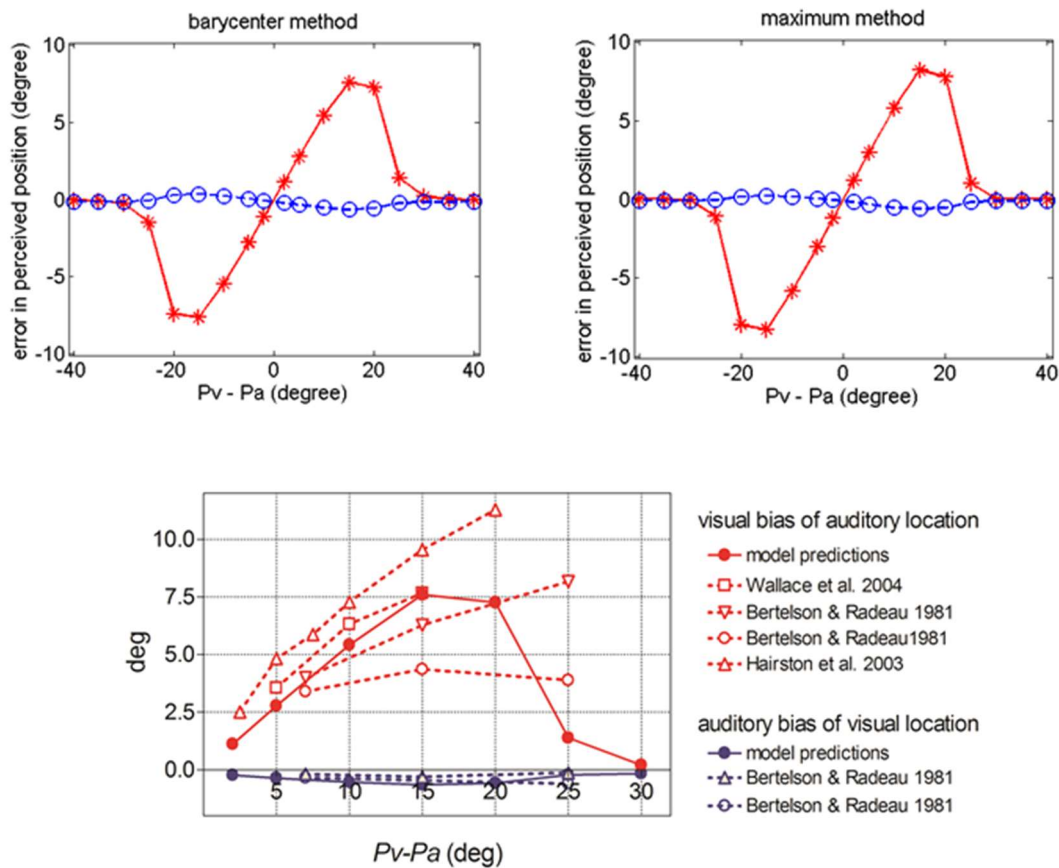 barycenter method
error in perceived position (degree)
10
5
0
-5
-10
-40
-20
0
20
40
Pv - Pa (degree)
maximum method
error in perceived position (degree)
10
5
0
-5
-10
-40
-20
0
20
40
Pv - Pa (degree)
deg
10.0
7.5
5.0
2.5
0.0
5
10
15
20
25
30
Pv-Pa (deg)
visual bias of auditory location
model predictions
Wallace et al. 2004
Bertelson & Radeau 1981
Bertelson & Radeau1981
Hairston et al. 2003
auditory bias of visual location
model predictions
Bertelson & Radeau 1981
Bertelson & Radeau 1981